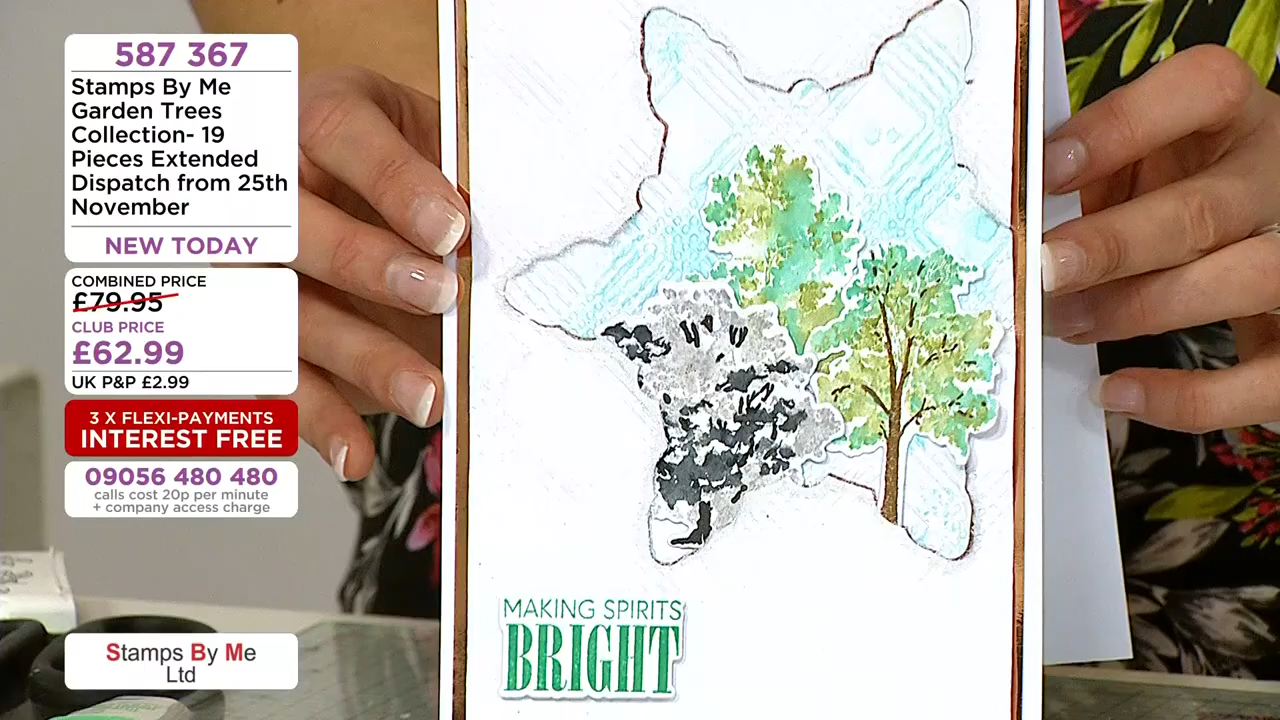 587 367
Stamps By Me
Garden Trees
Collection- 19
Pieces Extended
Dispatch from 25th
November
NEW TODAY
COMBINED PRICE
£79.95
CLUB PRICE
£62.99
UK P&P £2.99
3 X FLEXI-PAYMENTS
INTEREST FREE
09056 480 480
calls cost 20p per minute
+ company access charge
Stamps By Me
Ltd
MAKING SPIRITS
BRIGHT